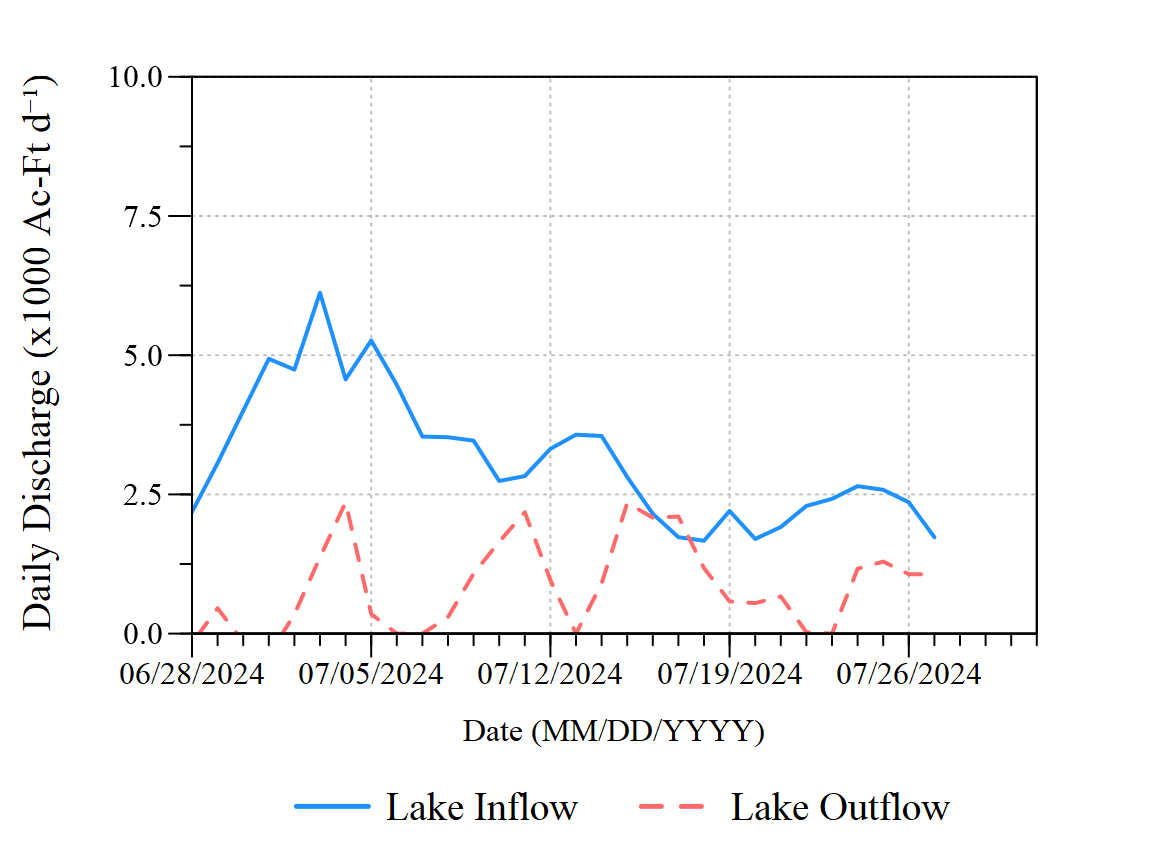 Daily Discharge (x1000 Ac-Ft d⁻¹)
10.0
7.5
5.0
2.5
0.0
06/28/2024 07/05/2024 07/12/2024 07/19/2024 07/26/2024
Date (MM/DD/YYYY)
Lake Inflow Lake Outflow